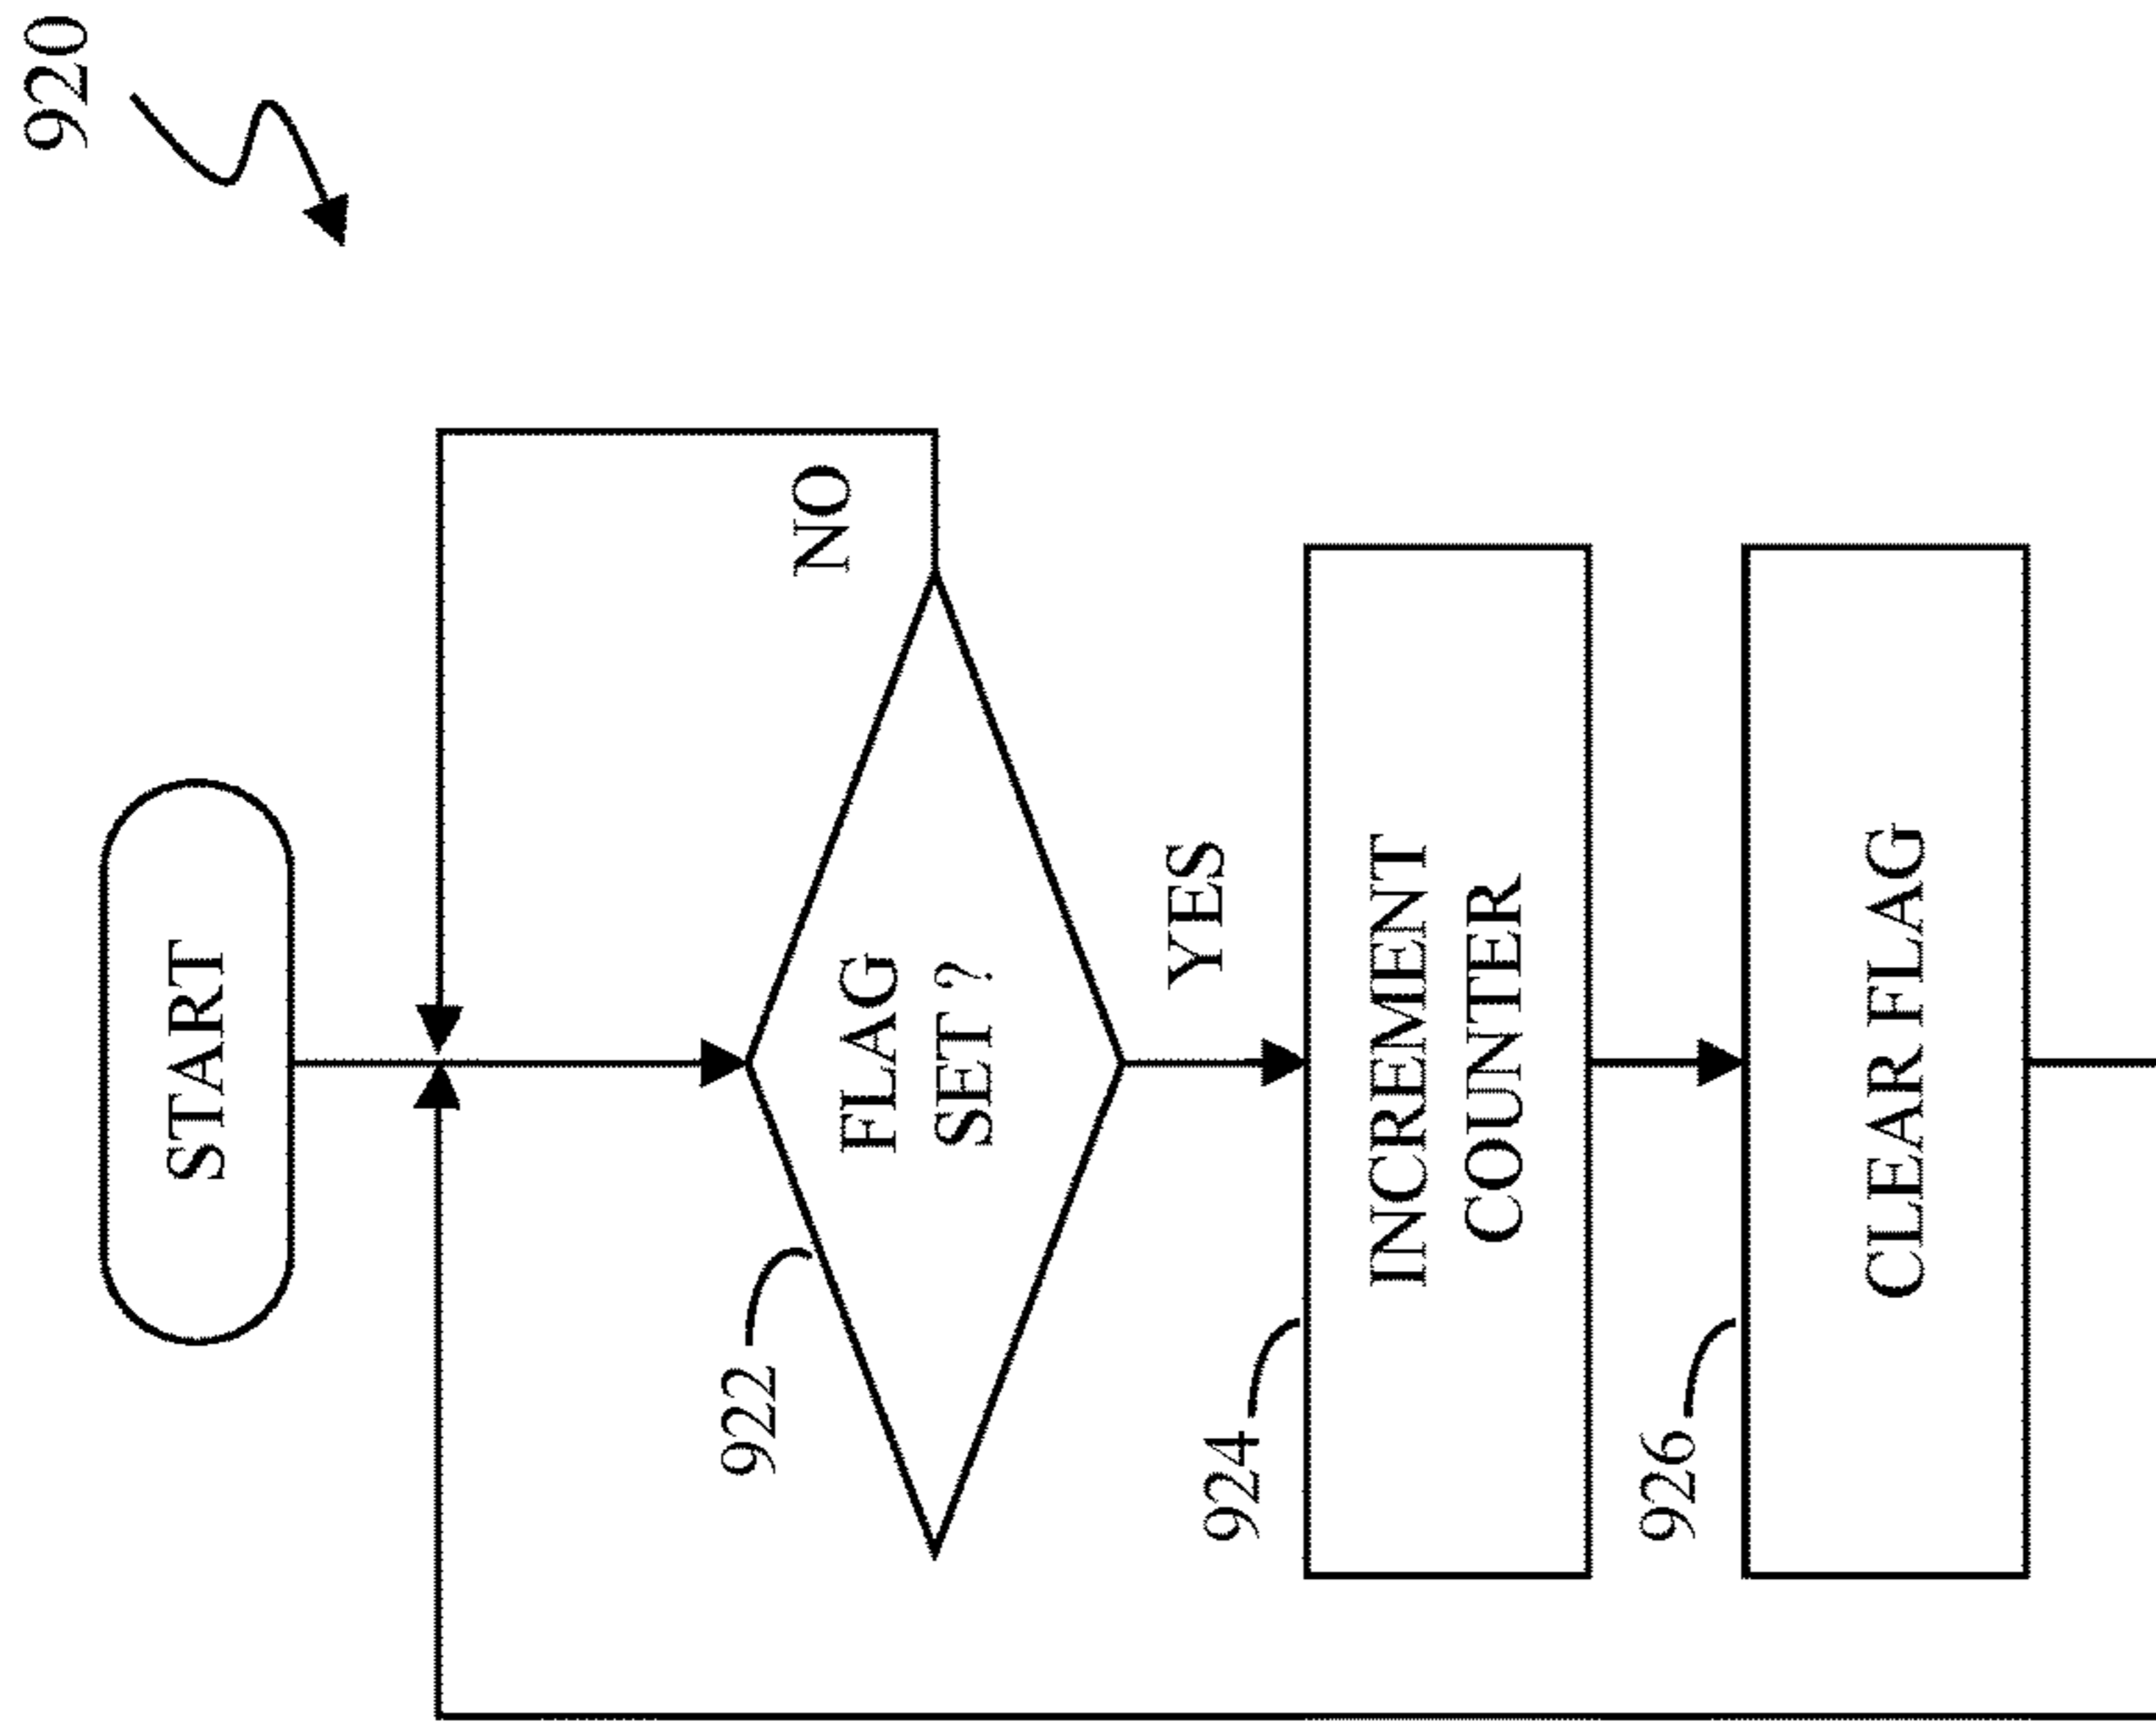 920
START
NO
922
FLAG
SET ?
YES
924
INCREMENT
COUNTER
926
CLEAR FLAG